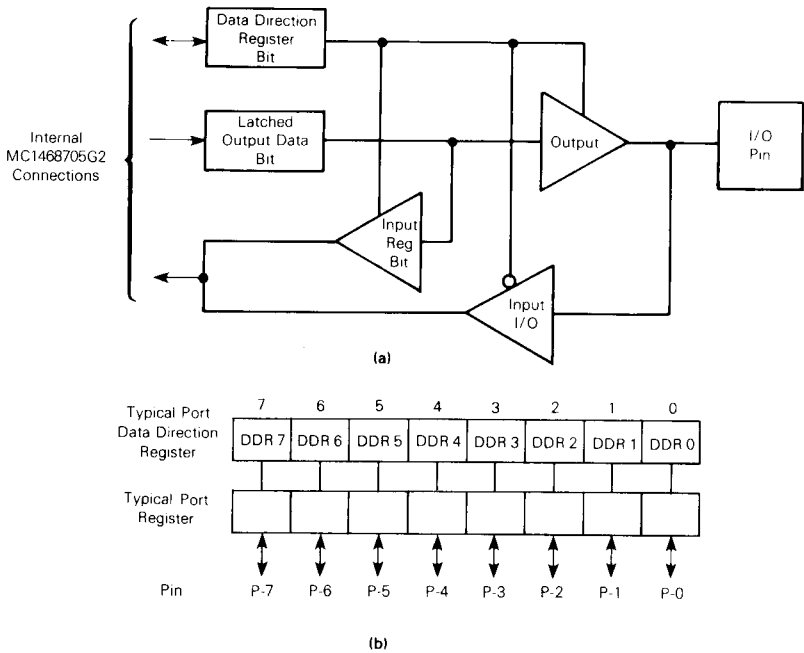 Data Direction
Register
Bit
Latched
Output Data
Bit
Internal
MC1468705G2
Connections
Output
I/O
Pin
Input
Reg
Bit
Input
I/O
(a)
Typical Port
Data Direction
Register
7 6 5 4 3 2 1 0
DDR 7 DDR 6 DDR 5 DDR 4 DDR 3 DDR 2 DDR 1 DDR 0
Typical Port
Register
Pin P-7 P-6 P-5 P-4 P-3 P-2 P-1 P-0
(b)